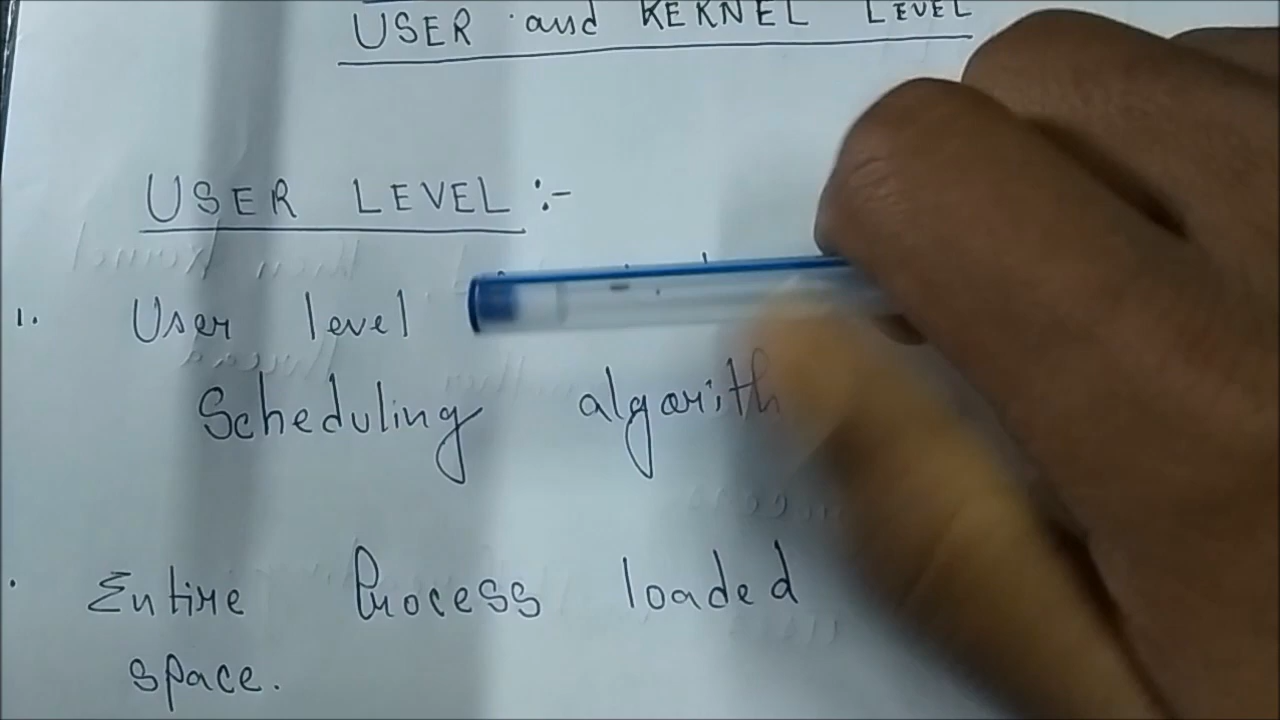 USER and KERNEL LEVEL
USER LEVEL :-
1. User level
Scheduling algorith
. Entire Process loaded
space.